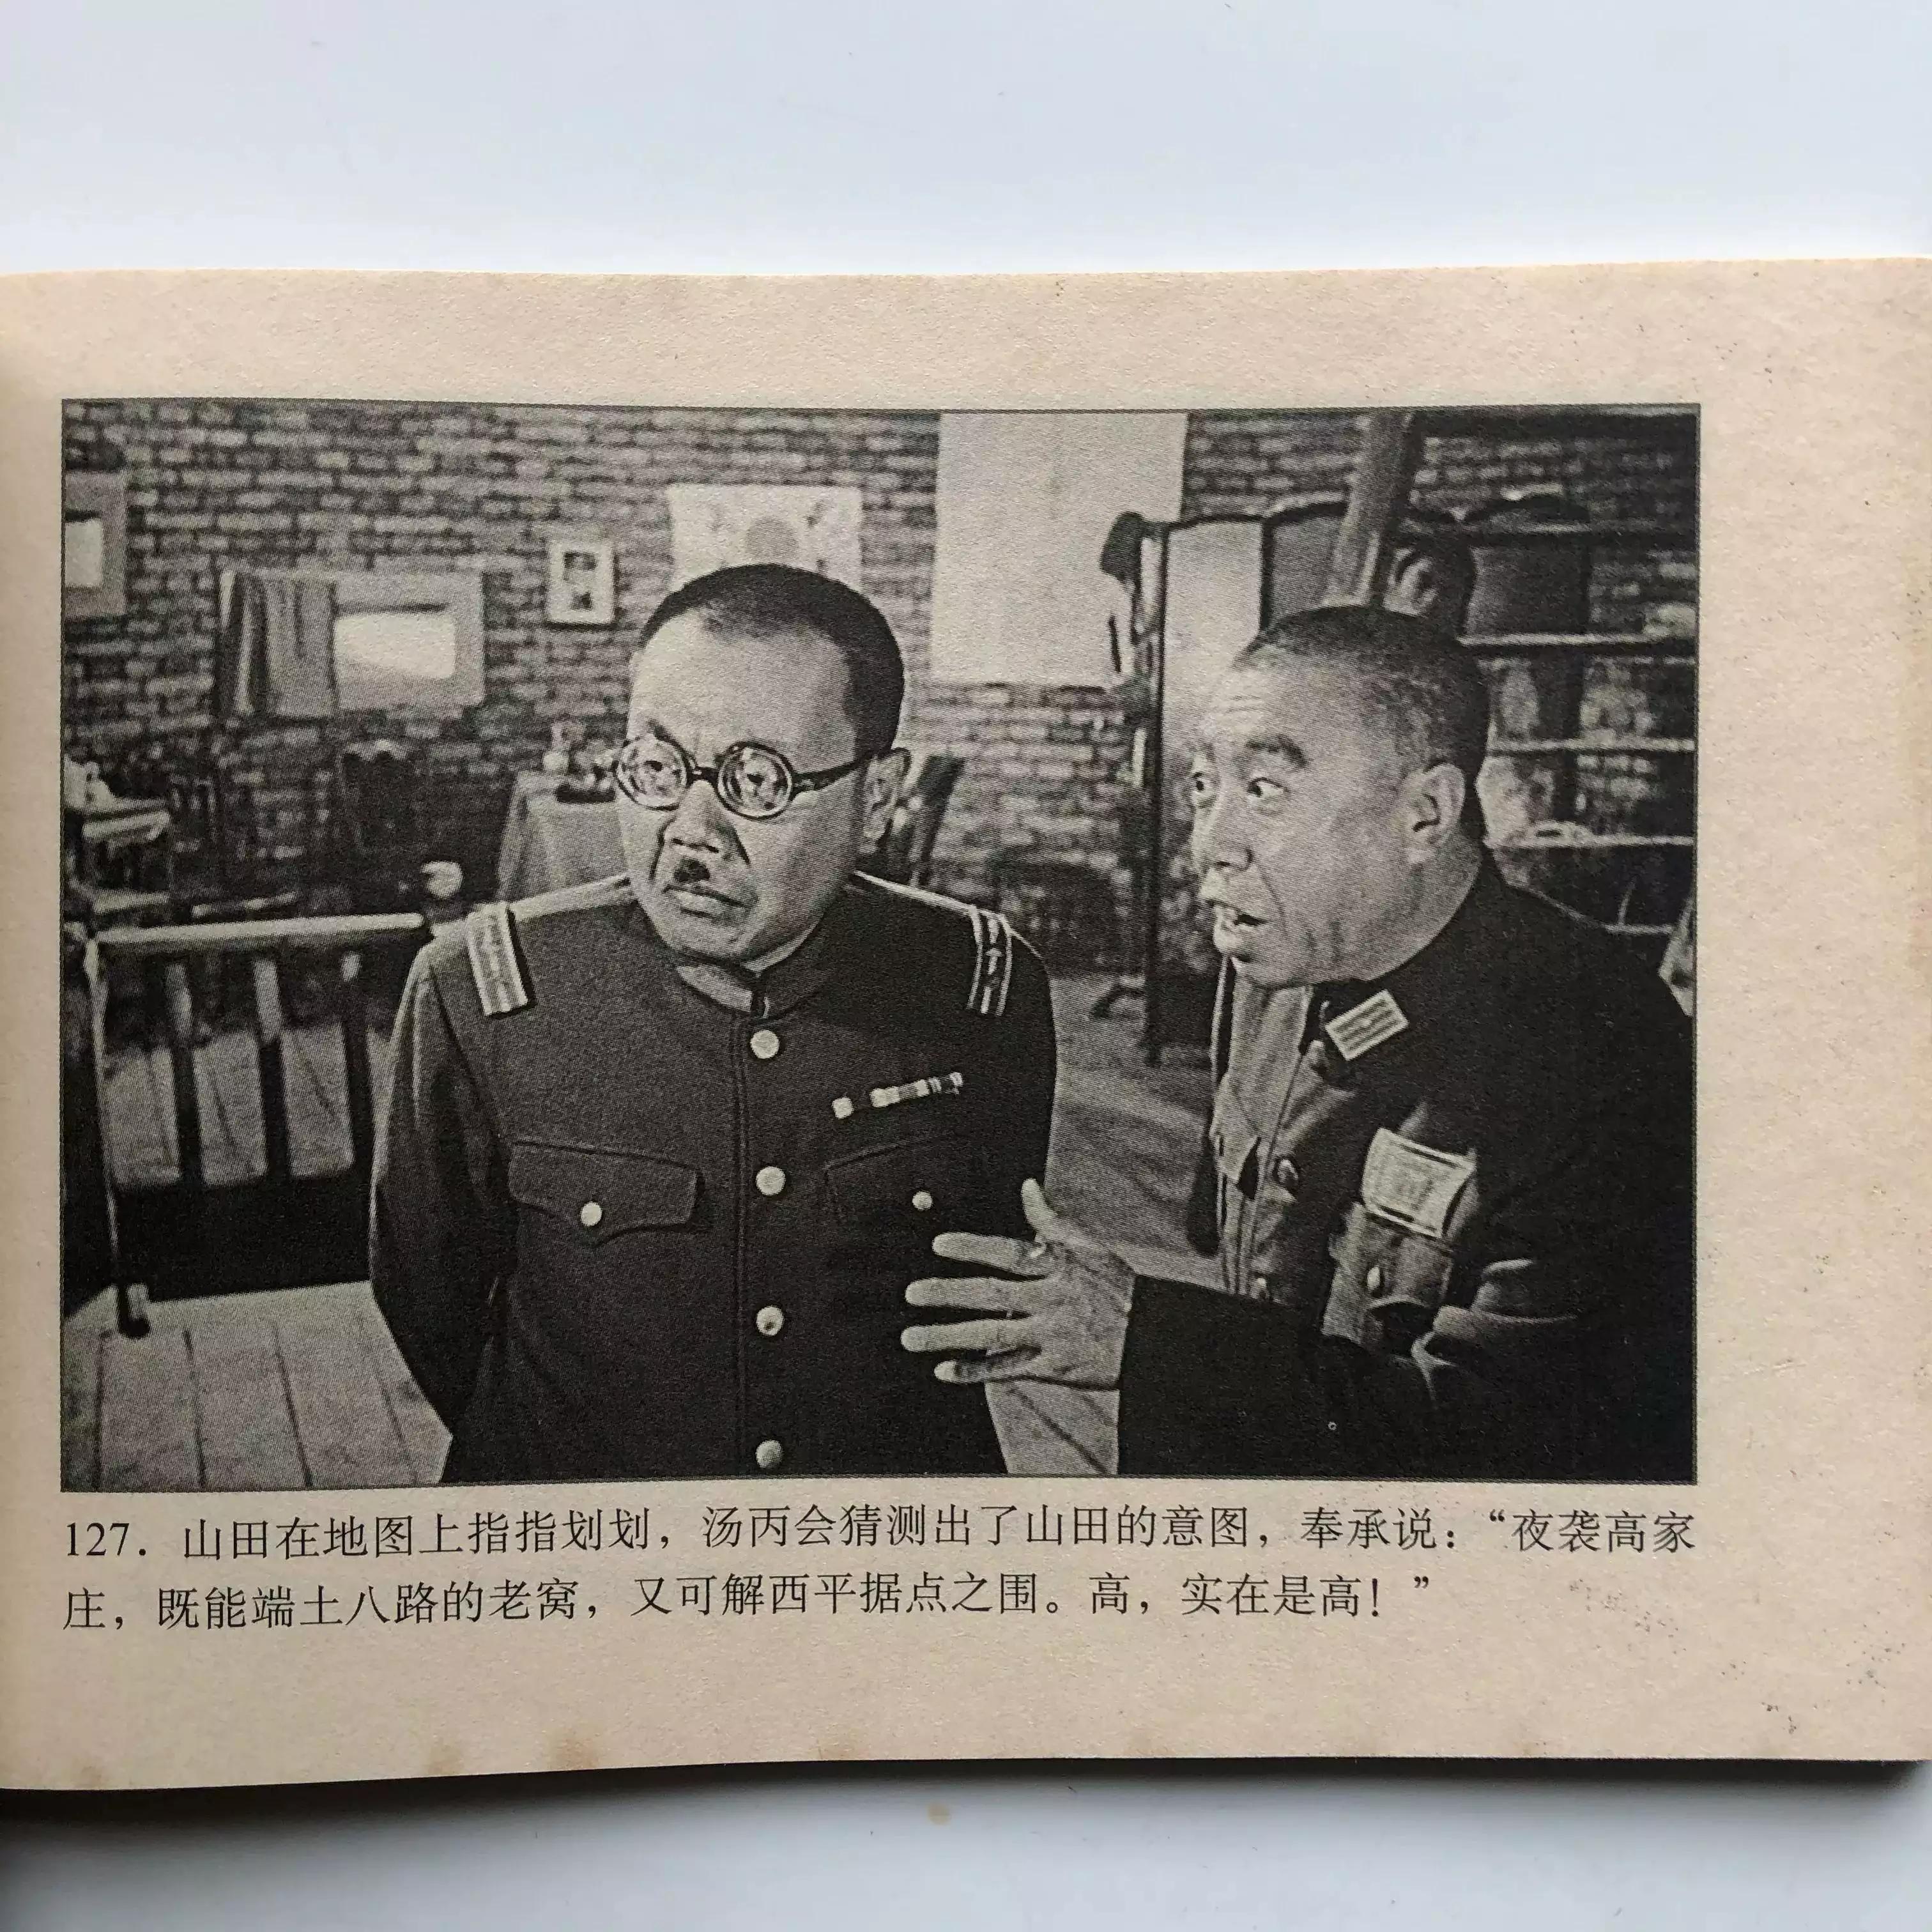 127. 山田在地图上指指划划，汤丙会猜测出了山田的意图，奉承说：“夜袭高家
庄，既能端土八路的老窝，又可解西平据点之围。高，实在是高！”